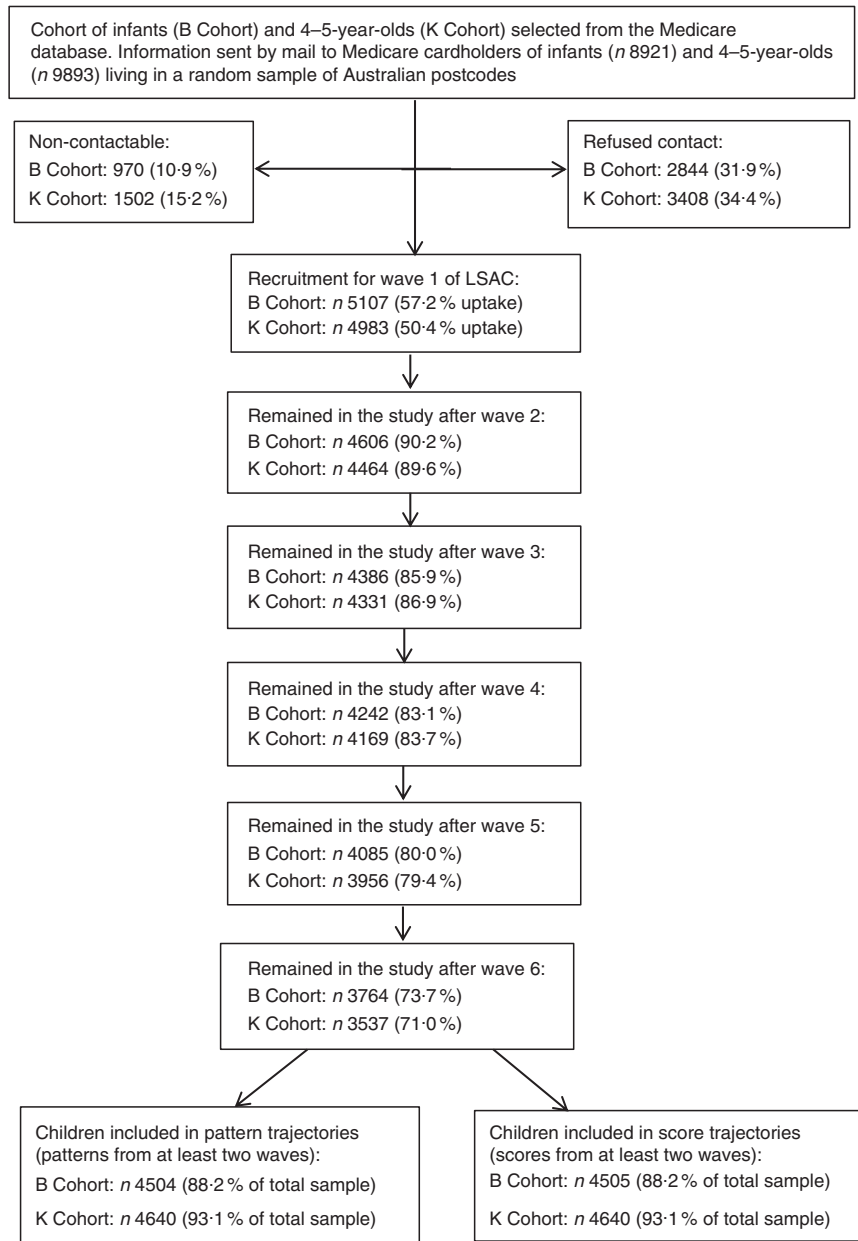 Cohort of infants (B Cohort) and 4–5-year-olds (K Cohort) selected from the Medicare
database. Information sent by mail to Medicare cardholders of infants (n 8921) and 4–5-year-olds
(n 9893) living in a random sample of Australian postcodes
Non-contactable:
B Cohort: 970 (10·9 %)
K Cohort: 1502 (15·2 %)
Refused contact:
B Cohort: 2844 (31·9 %)
K Cohort: 3408 (34·4 %)
Recruitment for wave 1 of LSAC:
B Cohort: n 5107 (57·2 % uptake)
K Cohort: n 4983 (50·4 % uptake)
Remained in the study after wave 2:
B Cohort: n 4606 (90·2 %)
K Cohort: n 4464 (89·6 %)
Remained in the study after wave 3:
B Cohort: n 4386 (85·9 %)
K Cohort: n 4331 (86·9 %)
Remained in the study after wave 4:
B Cohort: n 4242 (83·1 %)
K Cohort: n 4169 (83·7 %)
Remained in the study after wave 5:
B Cohort: n 4085 (80·0 %)
K Cohort: n 3956 (79·4 %)
Remained in the study after wave 6:
B Cohort: n 3764 (73·7 %)
K Cohort: n 3537 (71·0 %)
Children included in pattern trajectories
(patterns from at least two waves):
B Cohort: n 4504 (88·2 % of total sample)
K Cohort: n 4640 (93·1 % of total sample)
Children included in score trajectories
(scores from at least two waves):
B Cohort: n 4505 (88·2 % of total sample)
K Cohort: n 4640 (93·1 % of total sample)